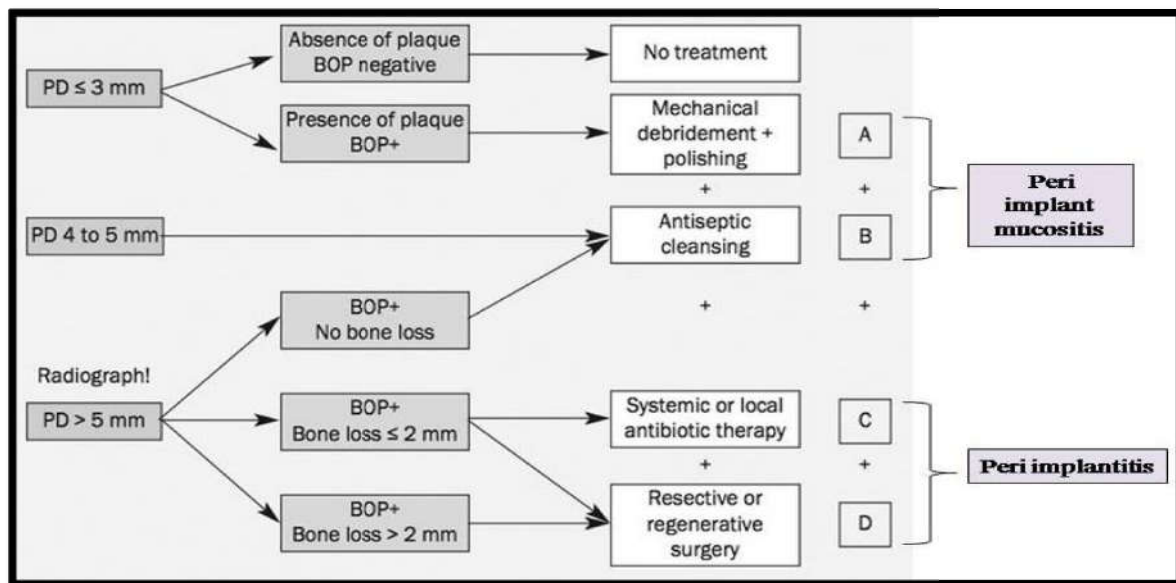 Absence of plaque
BOP negative
No treatment
PD ≤ 3 mm
Presence of plaque
BOP+
Mechanical
debridement +
polishing
A
+
+
Peri
implant
mucositis
PD 4 to 5 mm
Antiseptic
cleansing
B
+
+
BOP+
No bone loss
Radiograph!
PD > 5 mm
BOP+
Bone loss ≤ 2 mm
Systemic or local
antibiotic therapy
C
+
+
Peri implantitis
BOP+
Bone loss > 2 mm
Resective or
regenerative
surgery
D